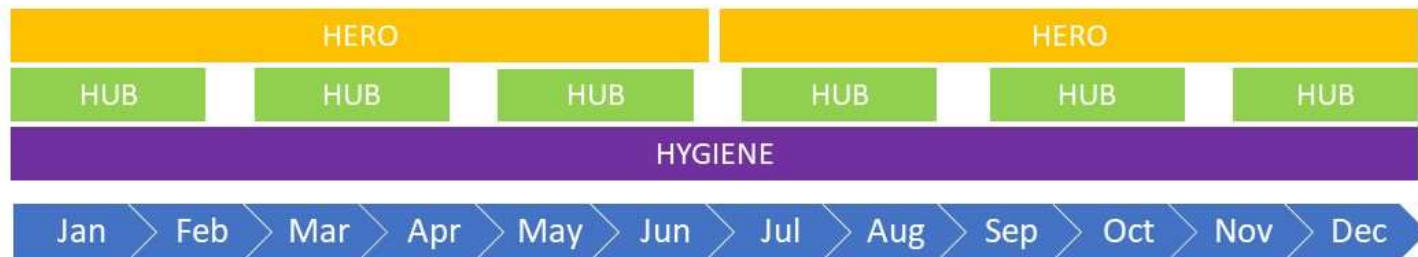 HERO HERO
HUB HUB HUB HUB HUB HUB
HYGIENE
Jan Feb Mar Apr May Jun Jul Aug Sep Oct Nov Dec